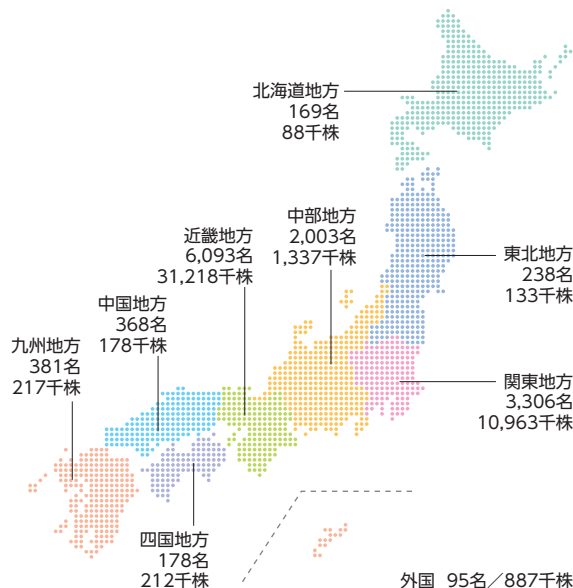 北海道地方
169名
88千株
中部地方
2,003名
1,337千株
近畿地方
6,093名
31,218千株
東北地方
238名
133千株
中国地方
368名
178千株
九州地方
381名
217千株
関東地方
3,306名
10,963千株
四国地方
178名
212千株
外国 95名／887千株